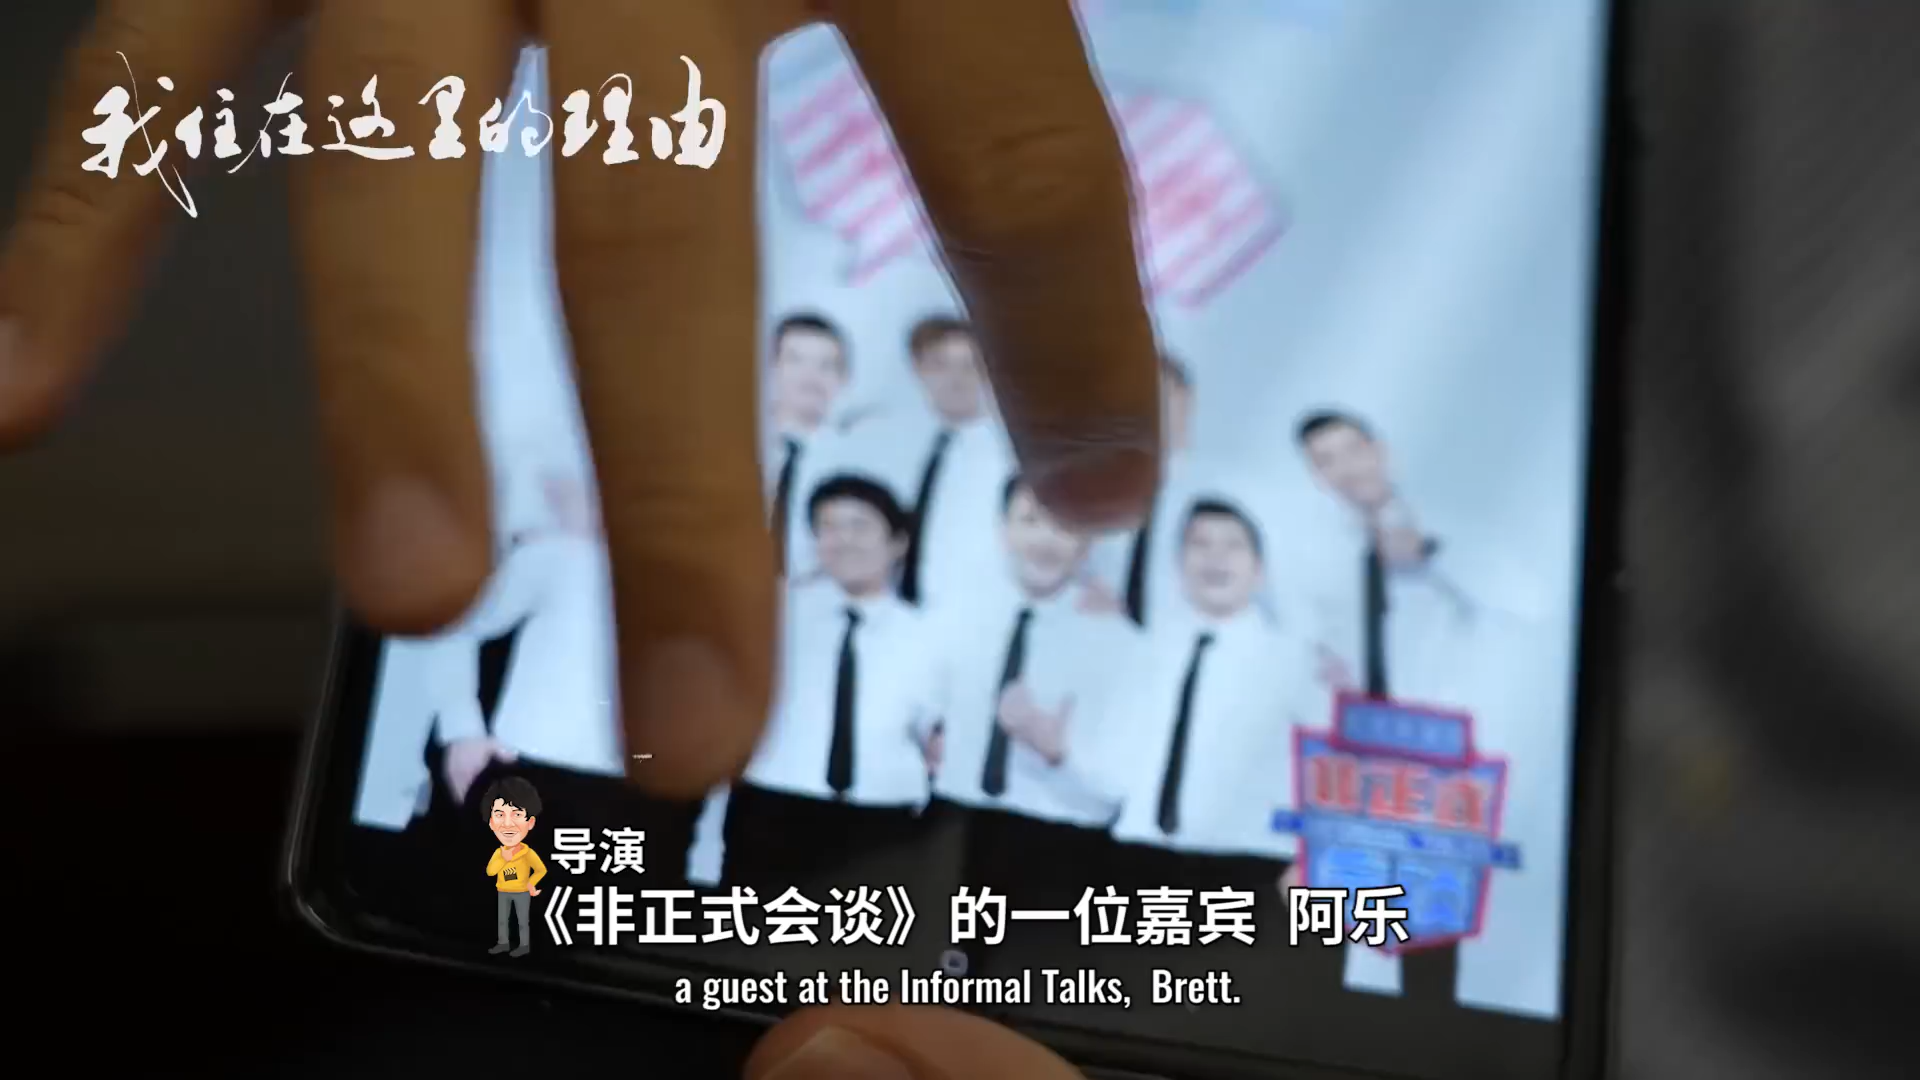 我住在这里的理由
导演
《非正式会谈》的一位嘉宾 阿乐
a guest at the Informal Talks, Brett.